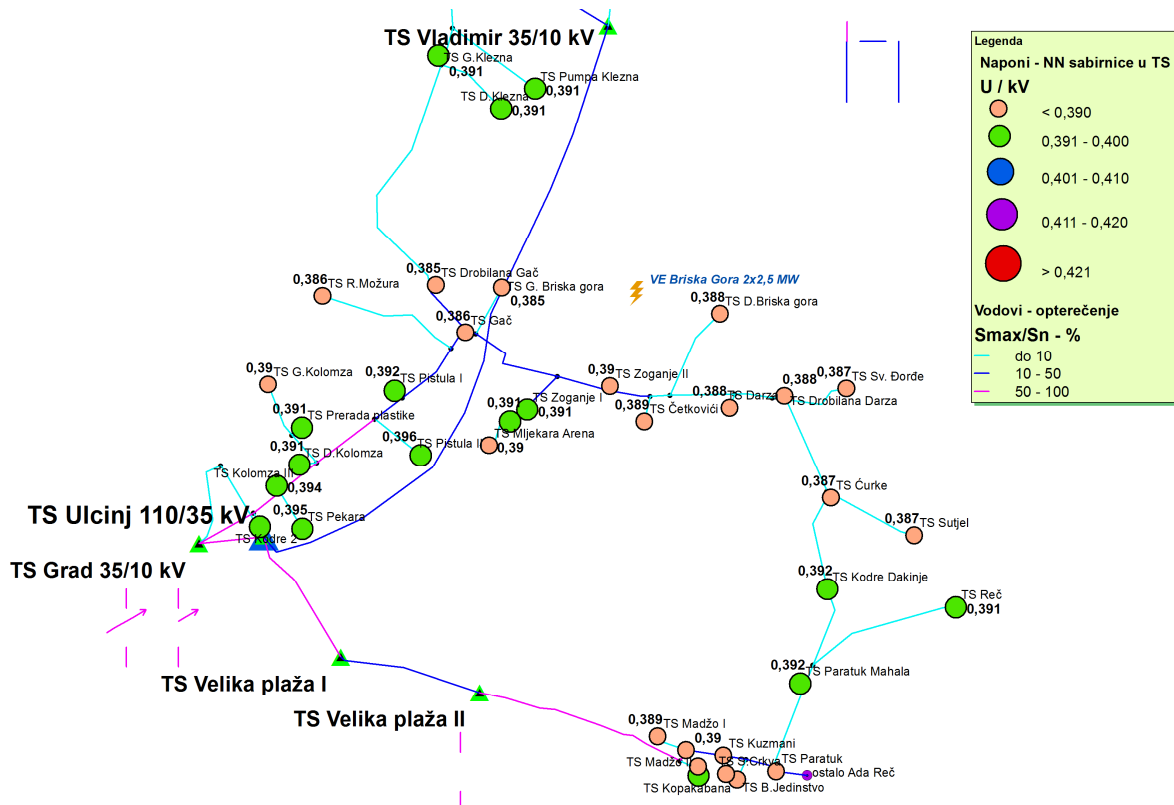 TS Vladimir 35/10 kV
TS G.Klezna
0,391
TS Pumpa Klezna
0,391
TS D.Klezna
0,391
Legenda
Naponi - NN sabirnice u TS
U / kV
< 0,390
0,391 - 0,400
0,401 - 0,410
0,411 - 0,420
> 0,421
Vodovi - opterečenje
Smax/Sn - %
do 10
10 - 50
50 - 100
0,386
TS R.Možura
0,385
TS Drobilana Gač
TS G. Briska gora
0,385
0,386
TS Gač
VE Briska Gora 2x2,5 MW
0,388
TS D.Briska gora
0,39
TS G.Kolomza
0,392
TS Pistula I
0,39
TS Zoganje II
0,389
TS Četkovići
0,388
TS Darza
0,388
TS Drobilana Darza
0,387
TS Sv. Đorđe
0,391
TS Prerada plastike
0,391
TS Zoganje I
0,391
TS Mljekara Arena
0,39
0,396
TS Pistula II
0,391
TS D.Kolomza
TS Kolomza III
0,394
0,395
TS Pekara
TS Ulcinj 110/35 kV
TS Kodre 2
TS Grad 35/10 kV
0,387
TS Ćurke
0,387
TS Sutjel
0,392
TS Kodre Dakinje
TS Reč
0,391
0,392
TS Paratuk Mahala
TS Velika plaža I
TS Velika plaža II
0,389
TS Madžo I
0,39
TS Kuzmani
TS Madžo II
TS S.Crkva
TS Paratuk
ostalo Ada Reč
TS Kopakabana
TS B.Jedinstvo